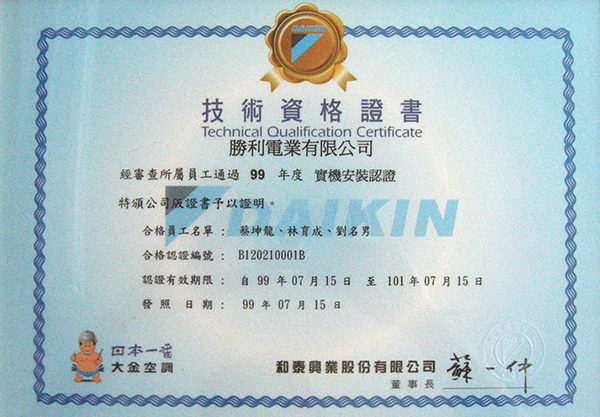 DAIKIN
技術資格證書
Technical Qualification Certificate
勝利電業有限公司
經審查所屬員工通過 99 年度 實機安裝認證
特頒公司版證書予以證明。
DAIKIN
合格員工名單：蔡坤龍、林育成、劉名男
合格認證編號：B120210001B
認證有效期限：自 99 年 07 月 15 日 至 101 年 07 月 15 日
發照日期：99 年 07 月 15 日
日本一番
大金空調
和泰興業股份有限公司
董事長 蘇一仲